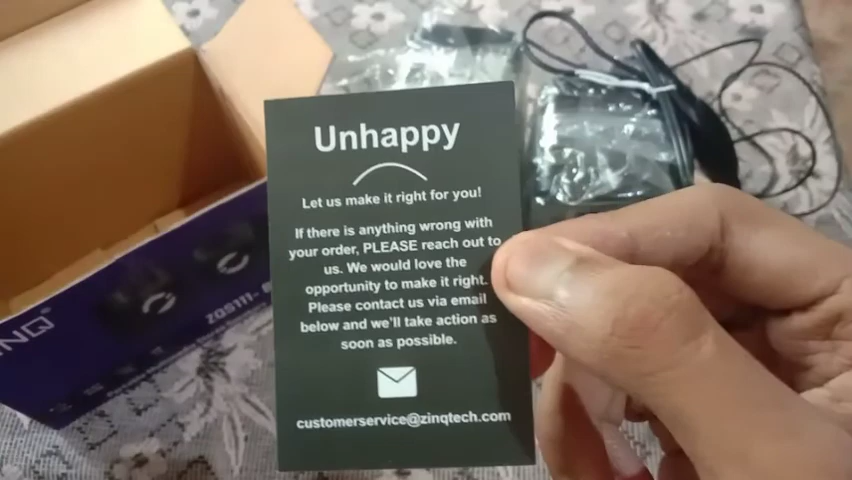 Unhappy
Let us make it right for you!
If there is anything wrong with
your order, PLEASE reach out to
us. We would love the
opportunity to make it right.
Please contact us via email
below and we'll take action as
soon as possible.
customerservice@zinqtech.com
ZQ5111-